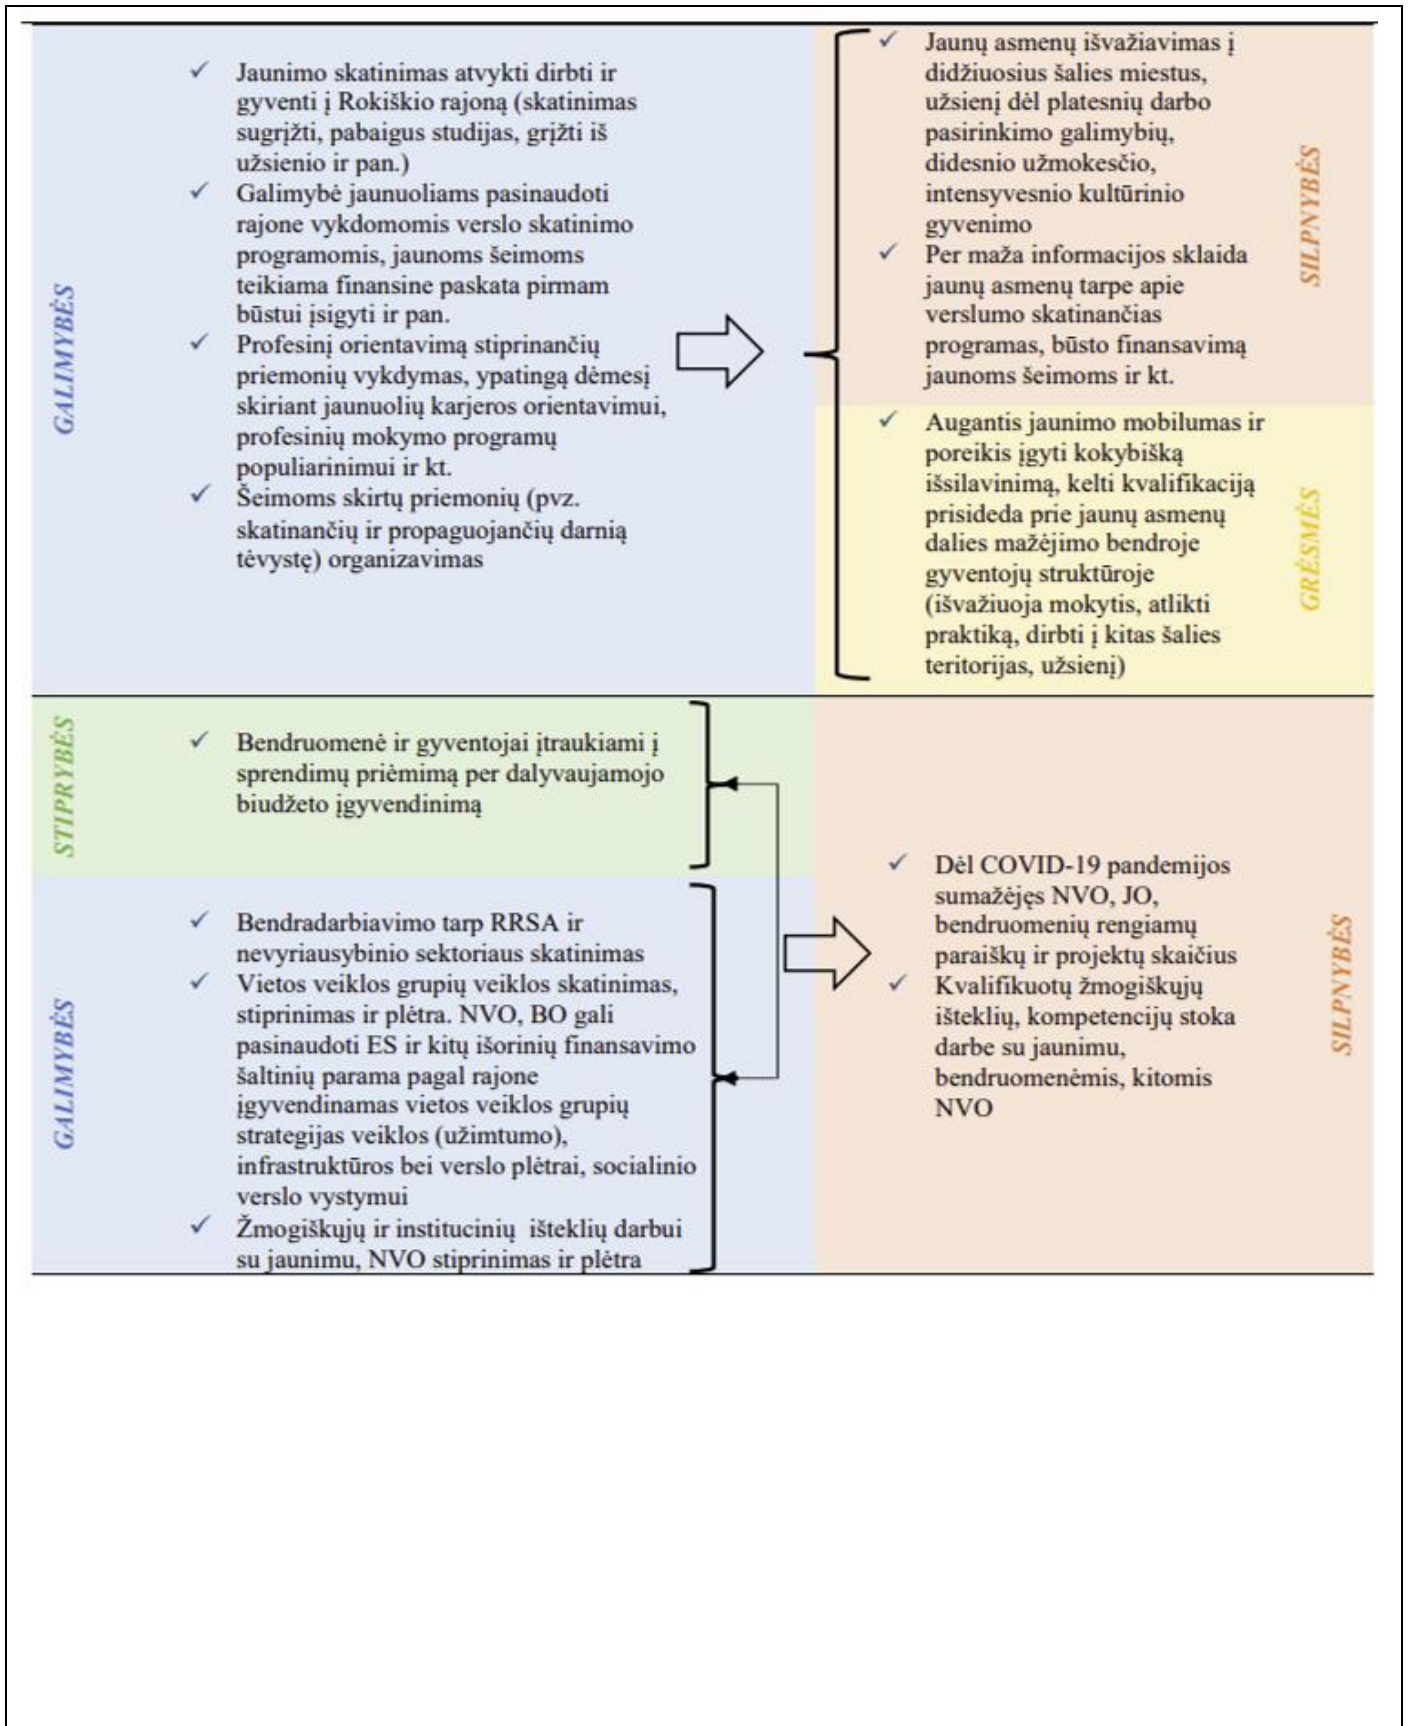 GALIMYBĖS
Jaunimo skatinimas atvykti dirbti ir
gyventi į Rokiškio rajoną (skatinimas
sugrįžti, pabaigus studijas, grįžti iš
užsienio ir pan.)
Galimybė jaunuoliams pasinaudoti
rajone vykdomomis verslo skatinimo
programomis, jaunoms šeimoms
teikiama finansine paskata pirmam
būstui įsigyti ir pan.
Profesinį orientavimą stiprinančių
priemonių vykdymas, ypatingą dėmesį
skiriant jaunuolių karjeros orientavimui,
profesinių mokymo programų
populiarinimui ir kt.
Šeimoms skirtų priemonių (pvz.
skatinančių ir propaguojančių darnią
tėvystę) organizavimas
Jaunų asmenų išvažiavimas į
didžiuosius šalies miestus,
užsienį dėl platesnių darbo
pasirinkimo galimybių,
didesnio užmokesčio,
intensyvesnio kultūrinio
gyvenimo
Per maža informacijos sklaida
jaunų asmenų tarpe apie
verslumo skatinančias
programas, būsto finansavimą
jaunoms šeimoms ir kt.
SILPNYBĖS
Augantis jaunimo mobilumas ir
poreikis įgyti kokybišką
išsilavinimą, kelti kvalifikaciją
prisideda prie jaunų asmenų
dalies mažėjimo bendroje
gyventojų struktūroje
(išvažiuoja mokytis, atlikti
praktiką, dirbti į kitas šalies
teritorijas, užsienį)
GRĖSMĖS
STIPRYBĖS
Bendruomenė ir gyventojai įtraukiami į
sprendimų priėmimą per dalyvaujamojo
biudžeto įgyvendinimą
GALIMYBĖS
Bendradarbiavimo tarp RRSA ir
nevyriausybinio sektoriaus skatinimas
Vietos veiklos grupių veiklos skatinimas,
stiprinimas ir plėtra. NVO, BO gali
pasinaudoti ES ir kitų išorinių finansavimo
šaltinių parama pagal rajone
įgyvendinamas vietos veiklos grupių
strategijas veiklos (užimtumo),
infrastruktūros bei verslo plėtrai, socialinio
verslo vystymui
Žmogiškųjų ir institucinių išteklių darbui
su jaunimu, NVO stiprinimas ir plėtra
Dėl COVID-19 pandemijos
sumažėjęs NVO, JO,
bendruomenių rengiamų
paraiškų ir projektų skaičius
Kvalifikuotų žmogiškųjų
išteklių, kompetencijų stoka
darbe su jaunimu,
bendruomenėmis, kitomis
NVO
SILPNYBĖS